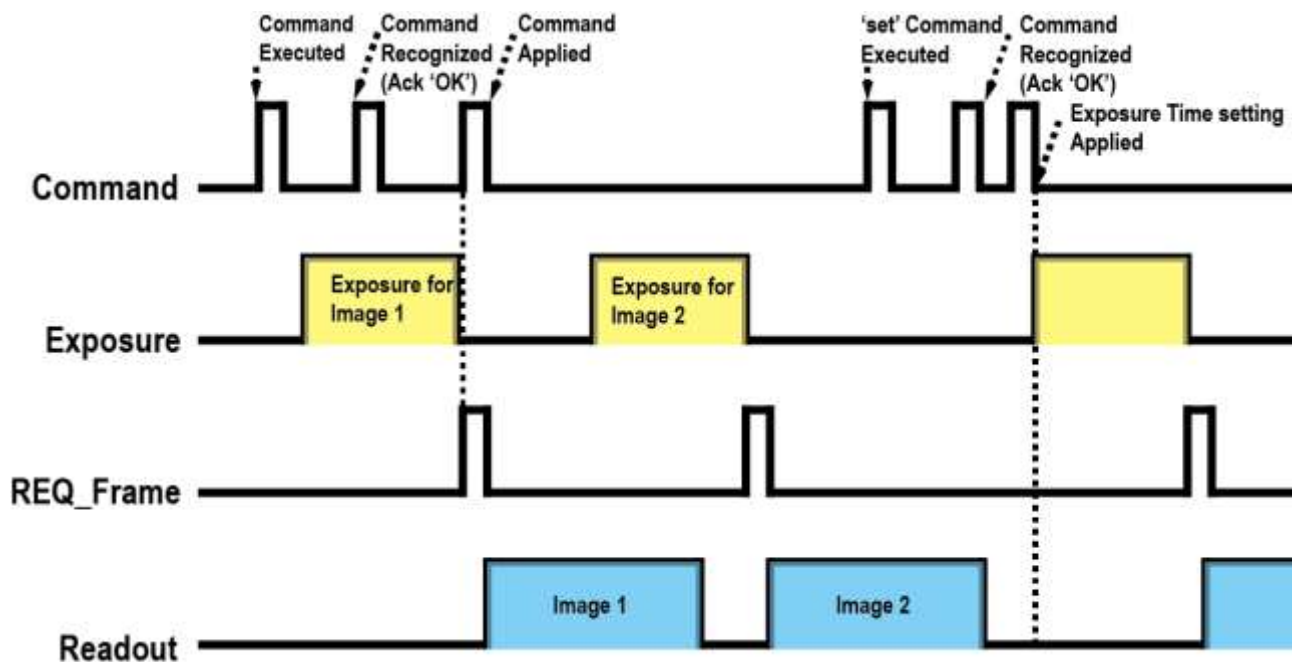 Command
Executed
Command
Recognized
(Ack 'OK')
Command
Applied
'set' Command
Executed
Command
Recognized
(Ack 'OK')
Exposure Time setting
Applied
Command
Exposure for
Image 1
Exposure for
Image 2
Exposure
REQ_Frame
Image 1
Image 2
Readout